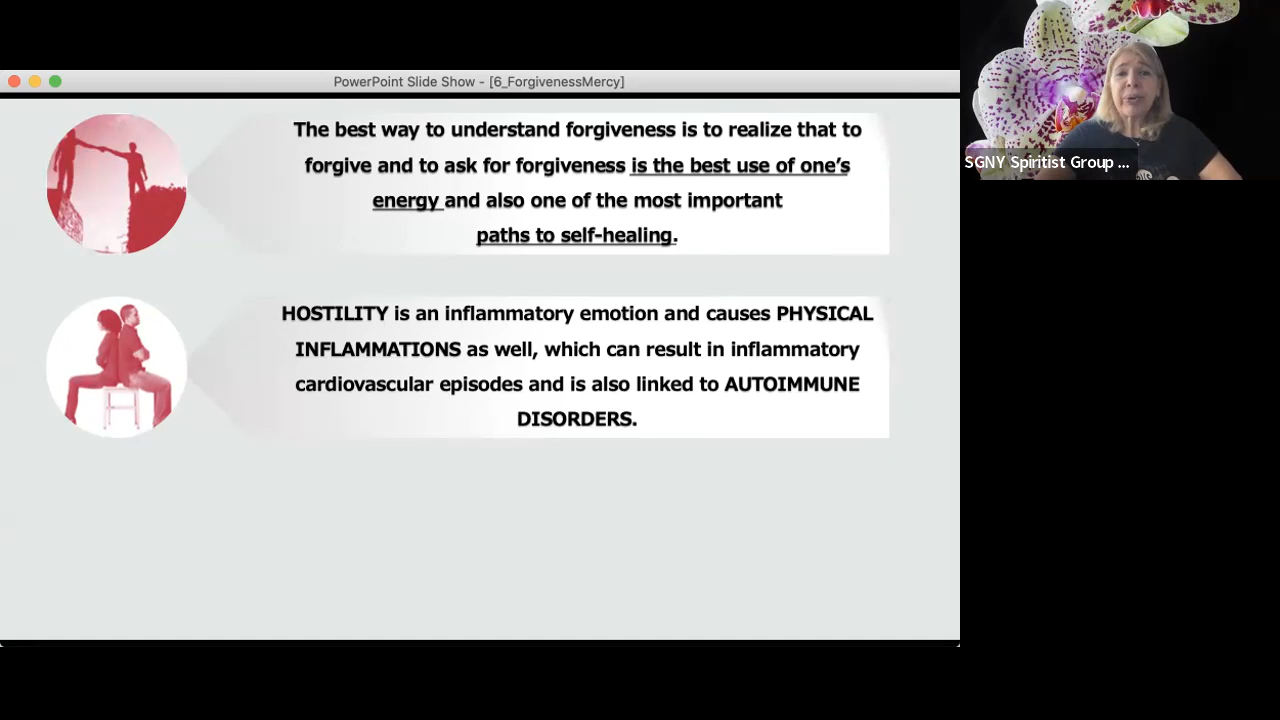 PowerPoint Slide Show - [6_ForgivenessMercy]
The best way to understand forgiveness is to realize that to
forgive and to ask for forgiveness is the best use of one’s
energy and also one of the most important
paths to self-healing.
HOSTILITY is an inflammatory emotion and causes PHYSICAL
INFLAMMATIONS as well, which can result in inflammatory
cardiovascular episodes and is also linked to AUTOIMMUNE
DISORDERS.
SGNY Spiritist Group ...